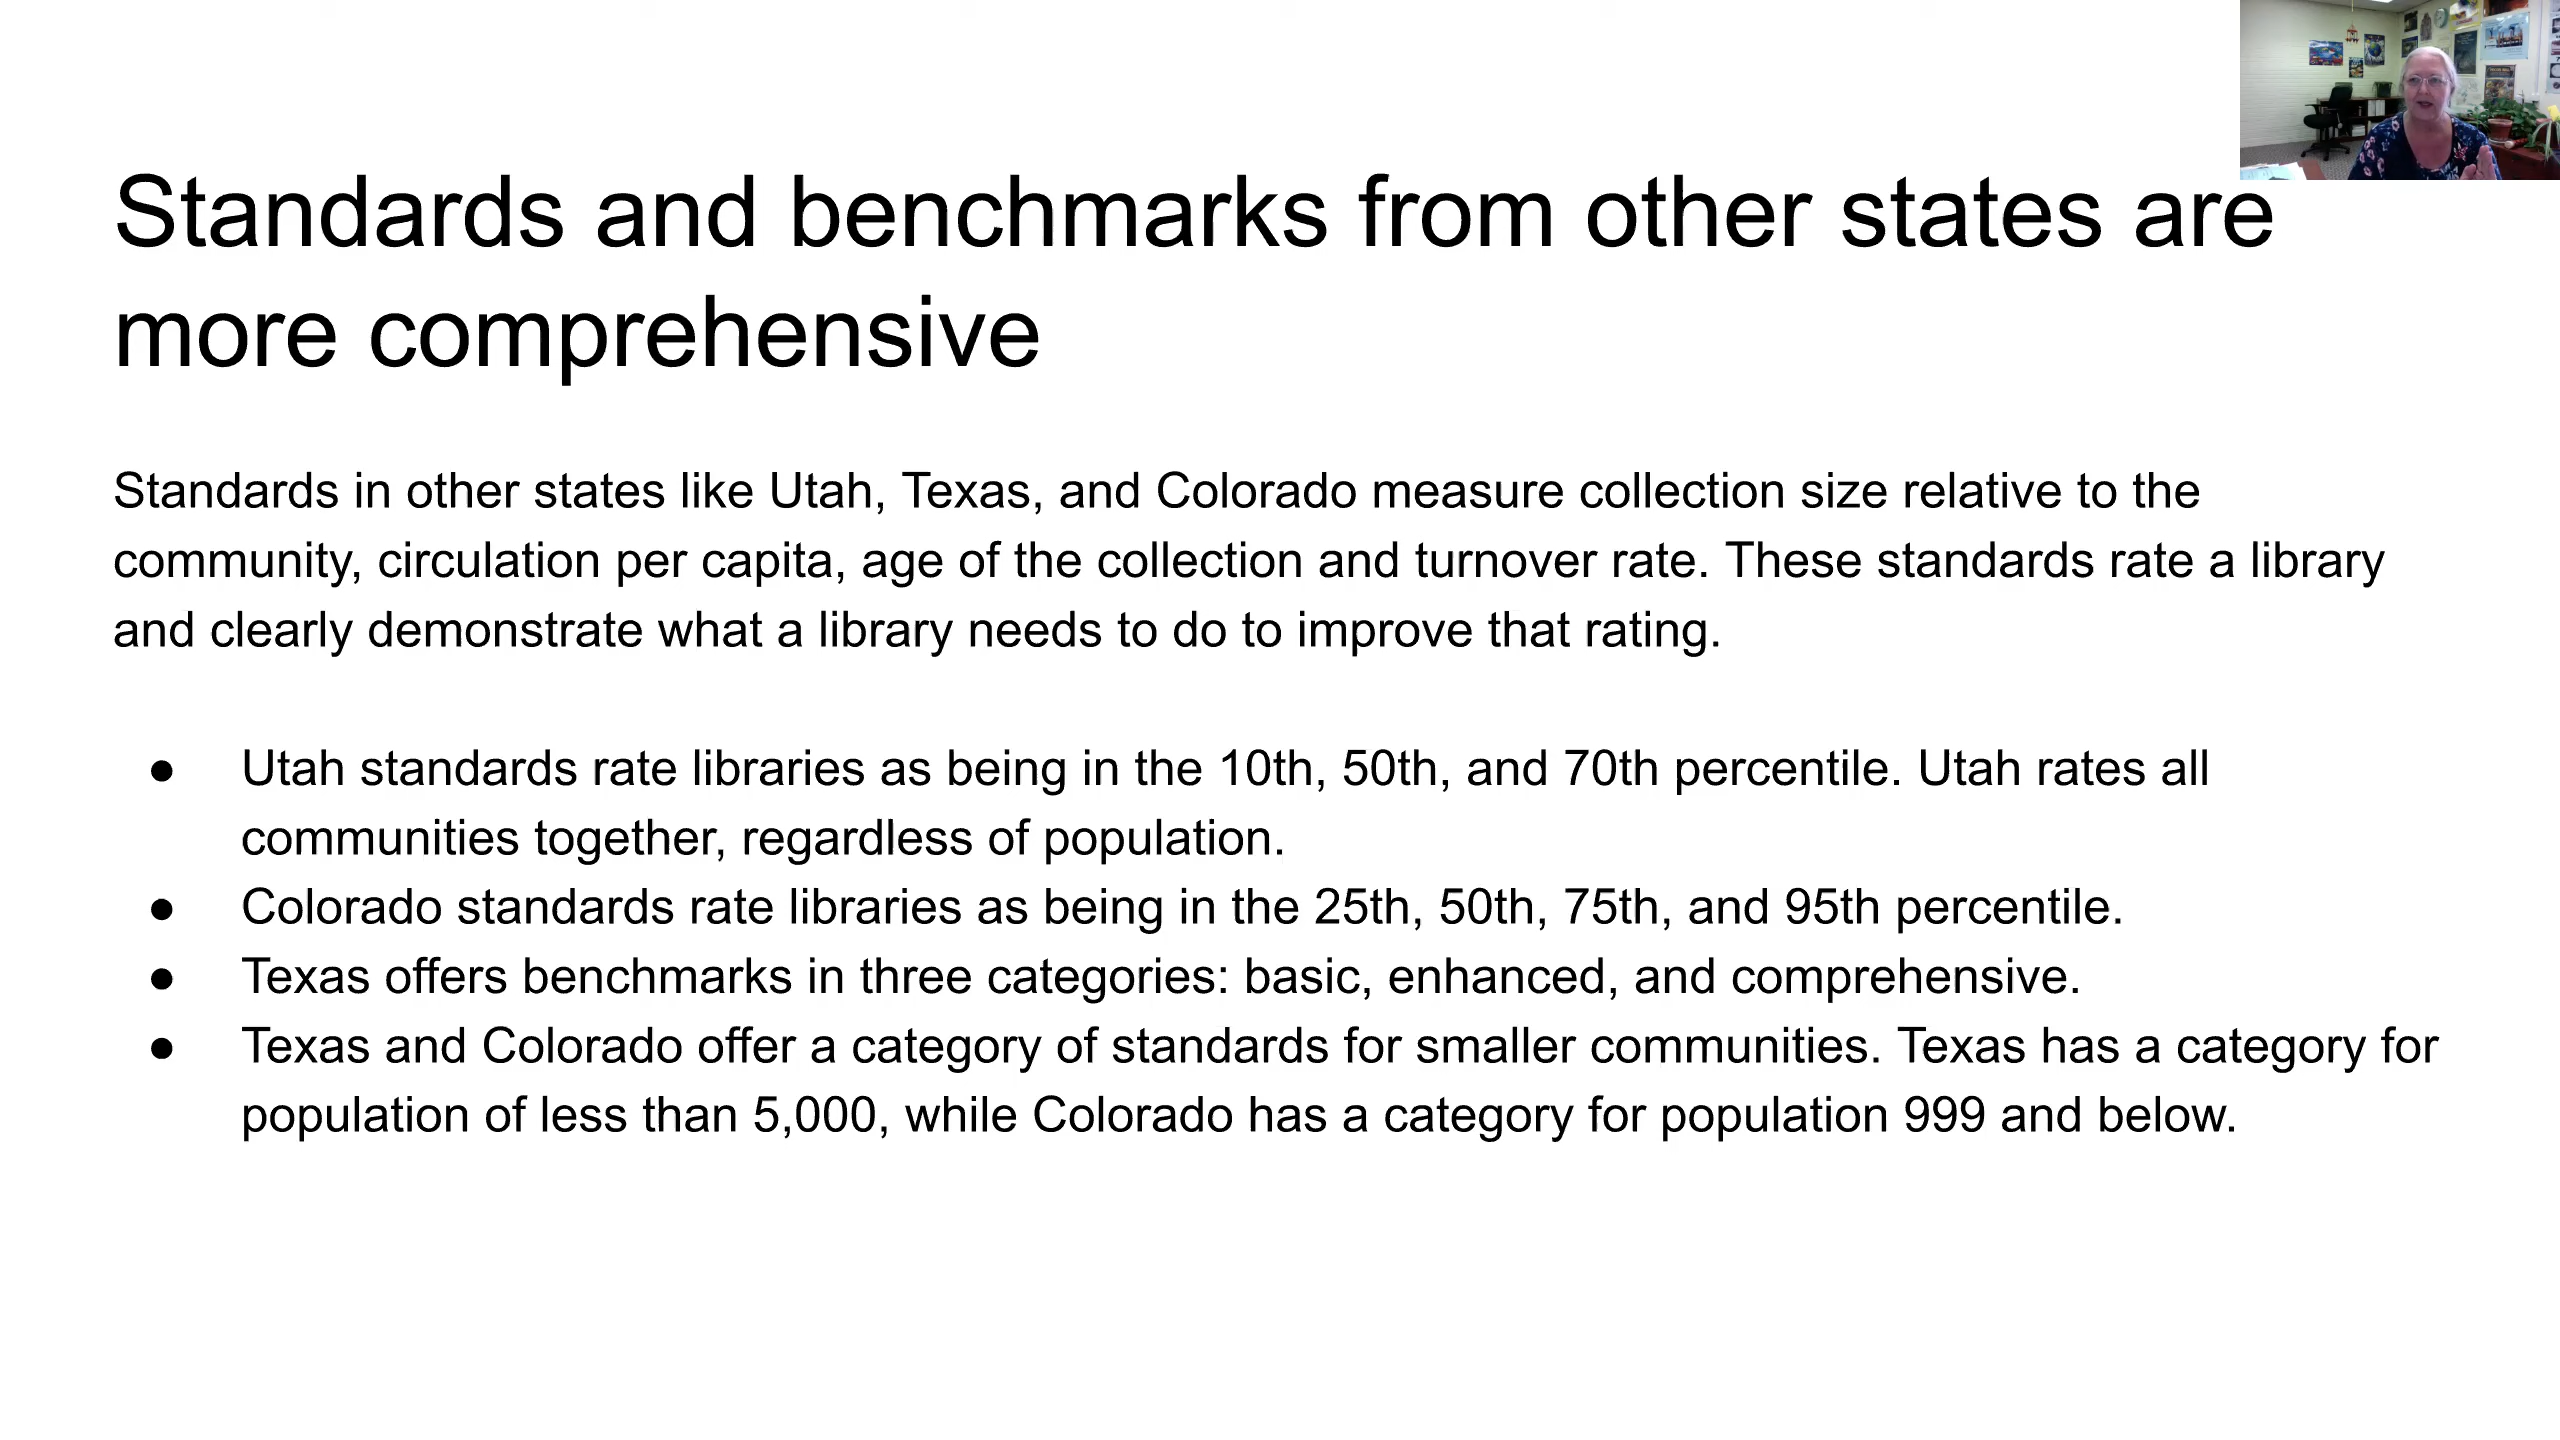 Standards and benchmarks from other states are
more comprehensive
Standards in other states like Utah, Texas, and Colorado measure collection size relative to the
community, circulation per capita, age of the collection and turnover rate. These standards rate a library
and clearly demonstrate what a library needs to do to improve that rating.
● Utah standards rate libraries as being in the 10th, 50th, and 70th percentile. Utah rates all
communities together, regardless of population.
● Colorado standards rate libraries as being in the 25th, 50th, 75th, and 95th percentile.
● Texas offers benchmarks in three categories: basic, enhanced, and comprehensive.
● Texas and Colorado offer a category of standards for smaller communities. Texas has a category for
population of less than 5,000, while Colorado has a category for population 999 and below.